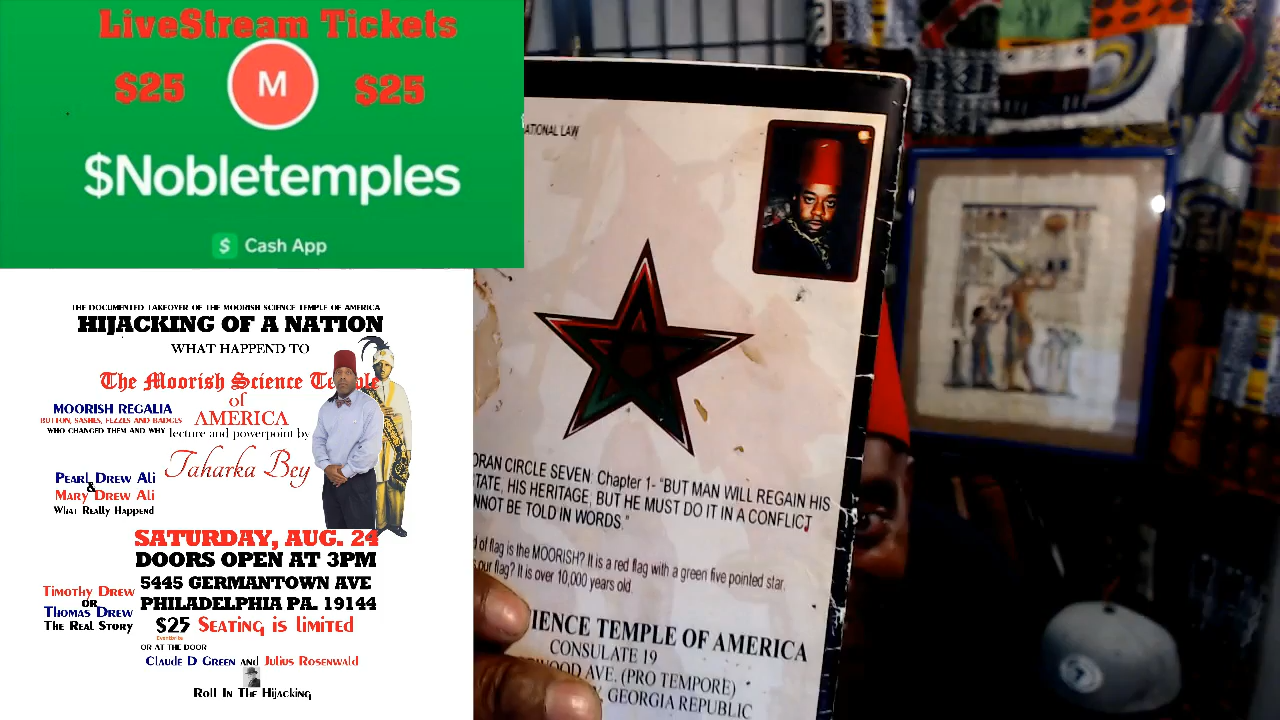 LiveStream Tickets
$25 M $25
$Nobletemples
$ Cash App
THE DOCUMENTED TAKEOVER OF THE MOORISH SCIENCE TEMPLE OF AMERICA
HIJACKING OF A NATION
WHAT HAPPEND TO
The Moorish Science Temple
of
AMERICA
MOORISH REGALIA
BUTTON, SASHES, FEZZES AND BADGES
WHO CHANGED THEM AND WHY
lecture and powerpoint by
Taharka Bey
Pearl Drew Ali
&
Mary Drew Ali
What Really Happend
SATURDAY, AUG. 24
DOORS OPEN AT 3PM
5445 GERMANTOWN AVE
PHILADELPHIA PA. 19144
Timothy Drew
OR
Thomas Drew
The Real Story
$25 Seating is limited
Eventbrite
OR AT THE DOOR
Claude D Green and Julius Rosenwald
Roll In The Hijacking
NATIONAL LAW
ORAN CIRCLE SEVEN: Chapter 1- "BUT MAN WILL REGAIN HIS
TATE, HIS HERITAGE, BUT HE MUST DO IT IN A CONFLICT
NNOT BE TOLD IN WORDS."
d of flag is the MOORISH? It is a red flag with a green five pointed star.
our flag? It is over 10,000 years old.
IENCE TEMPLE OF AMERICA
CONSULATE 19
WOOD AVE. (PRO TEMPORE)
, GEORGIA REPUBLIC